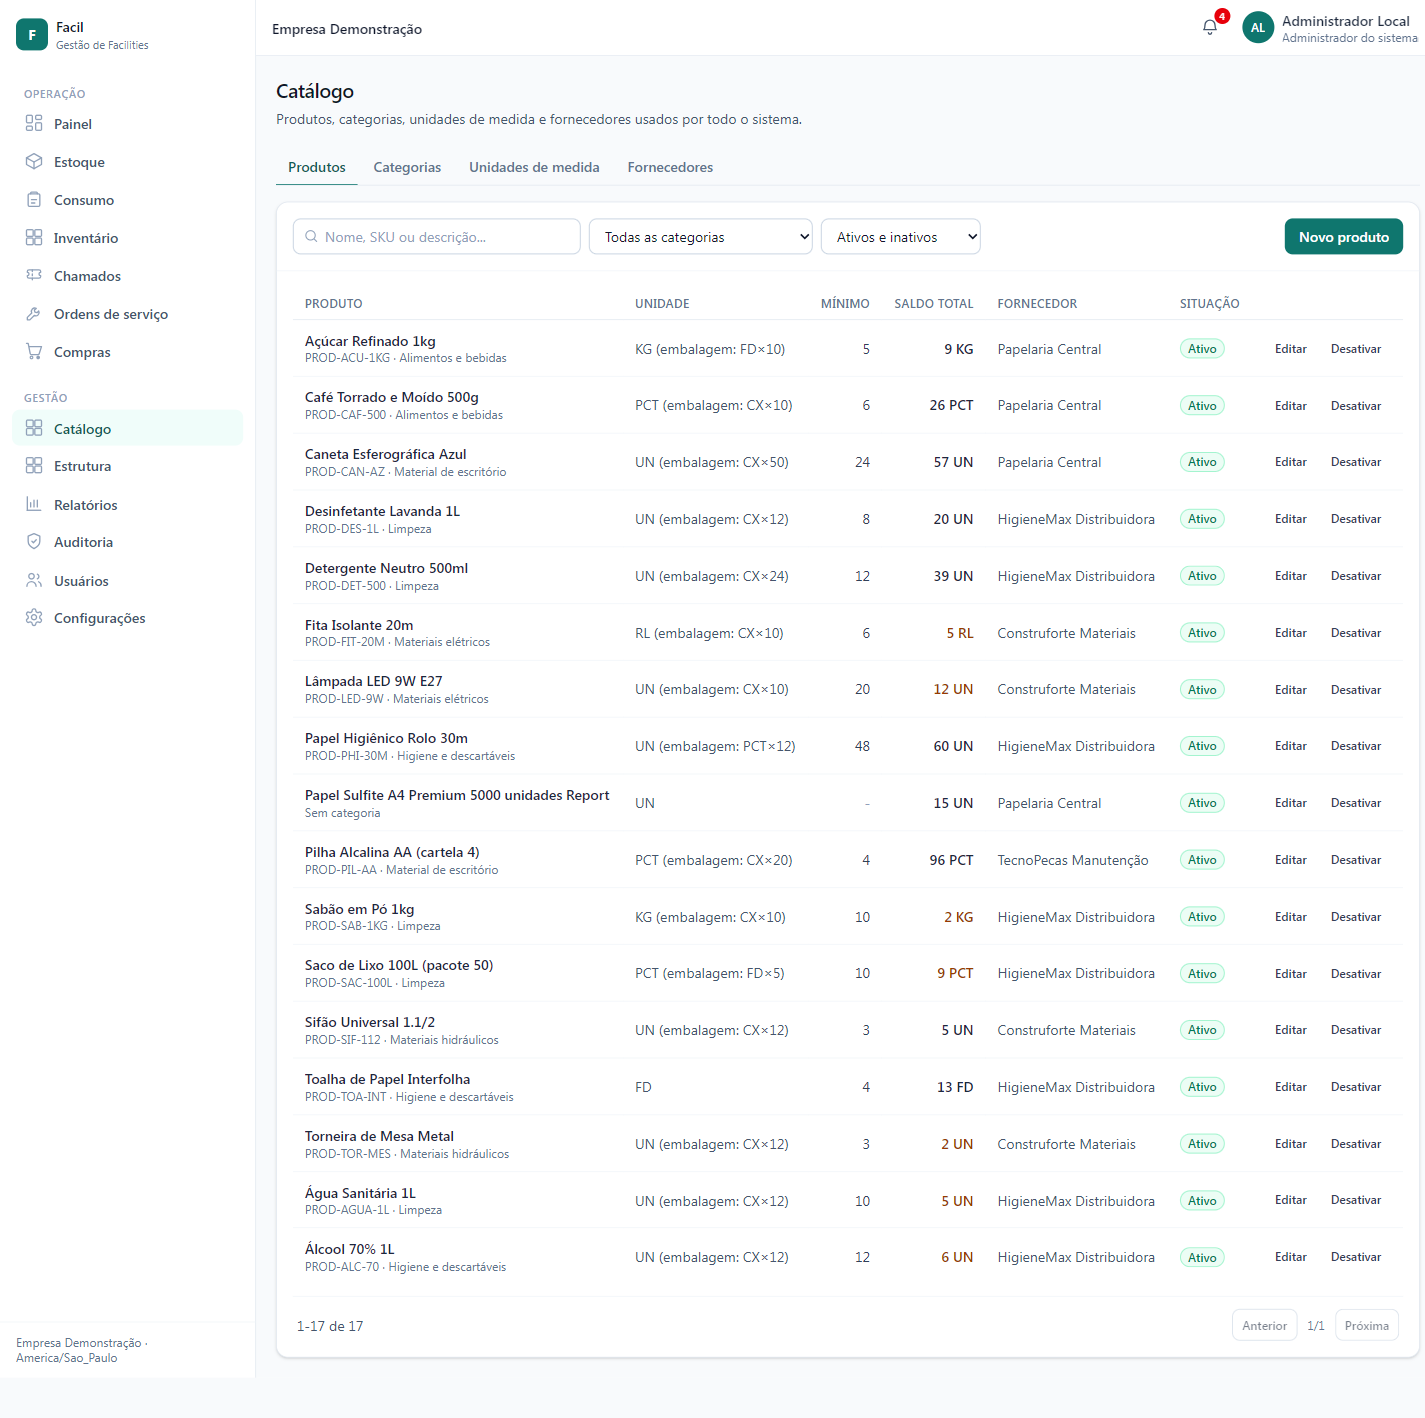 F
Facil
Gestão de Facilities
Empresa Demonstração
4
AL
Administrador Local
Administrador do sistema
OPERAÇÃO
Painel
Estoque
Consumo
Inventário
Chamados
Ordens de serviço
Compras
GESTÃO
Catálogo
Estrutura
Relatórios
Auditoria
Usuários
Configurações
Empresa Demonstração ·
America/Sao_Paulo
Catálogo
Produtos, categorias, unidades de medida e fornecedores usados por todo o sistema.
Produtos Categorias Unidades de medida Fornecedores
Nome, SKU ou descrição... Todas as categorias Ativos e inativos Novo produto
PRODUTO UNIDADE MÍNIMO SALDO TOTAL FORNECEDOR SITUAÇÃO
Açúcar Refinado 1kg
PROD-ACU-1KG · Alimentos e bebidas
KG (embalagem: FD×10) 5 9 KG Papelaria Central Ativo Editar Desativar
Café Torrado e Moído 500g
PROD-CAF-500 · Alimentos e bebidas
PCT (embalagem: CX×10) 6 26 PCT Papelaria Central Ativo Editar Desativar
Caneta Esferográfica Azul
PROD-CAN-AZ · Material de escritório
UN (embalagem: CX×50) 24 57 UN Papelaria Central Ativo Editar Desativar
Desinfetante Lavanda 1L
PROD-DES-1L · Limpeza
UN (embalagem: CX×12) 8 20 UN HigieneMax Distribuidora Ativo Editar Desativar
Detergente Neutro 500ml
PROD-DET-500 · Limpeza
UN (embalagem: CX×24) 12 39 UN HigieneMax Distribuidora Ativo Editar Desativar
Fita Isolante 20m
PROD-FIT-20M · Materiais elétricos
RL (embalagem: CX×10) 6 5 RL Construforte Materiais Ativo Editar Desativar
Lâmpada LED 9W E27
PROD-LED-9W · Materiais elétricos
UN (embalagem: CX×10) 20 12 UN Construforte Materiais Ativo Editar Desativar
Papel Higiênico Rolo 30m
PROD-PHI-30M · Higiene e descartáveis
UN (embalagem: PCT×12) 48 60 UN HigieneMax Distribuidora Ativo Editar Desativar
Papel Sulfite A4 Premium 5000 unidades Report
Sem categoria
UN - 15 UN Papelaria Central Ativo Editar Desativar
Pilha Alcalina AA (cartela 4)
PROD-PIL-AA · Material de escritório
PCT (embalagem: CX×20) 4 96 PCT TecnoPecas Manutenção Ativo Editar Desativar
Sabão em Pó 1kg
PROD-SAB-1KG · Limpeza
KG (embalagem: CX×10) 10 2 KG HigieneMax Distribuidora Ativo Editar Desativar
Saco de Lixo 100L (pacote 50)
PROD-SAC-100L · Limpeza
PCT (embalagem: FD×5) 10 9 PCT HigieneMax Distribuidora Ativo Editar Desativar
Sifão Universal 1.1/2
PROD-SIF-112 · Materiais hidráulicos
UN (embalagem: CX×12) 3 5 UN Construforte Materiais Ativo Editar Desativar
Toalha de Papel Interfolha
PROD-TOA-INT · Higiene e descartáveis
FD 4 13 FD HigieneMax Distribuidora Ativo Editar Desativar
Torneira de Mesa Metal
PROD-TOR-MES · Materiais hidráulicos
UN (embalagem: CX×12) 3 2 UN Construforte Materiais Ativo Editar Desativar
Água Sanitária 1L
PROD-AGUA-1L · Limpeza
UN (embalagem: CX×12) 10 5 UN HigieneMax Distribuidora Ativo Editar Desativar
Álcool 70% 1L
PROD-ALC-70 · Higiene e descartáveis
UN (embalagem: CX×12) 12 6 UN HigieneMax Distribuidora Ativo Editar Desativar
1-17 de 17 Anterior 1/1 Próxima